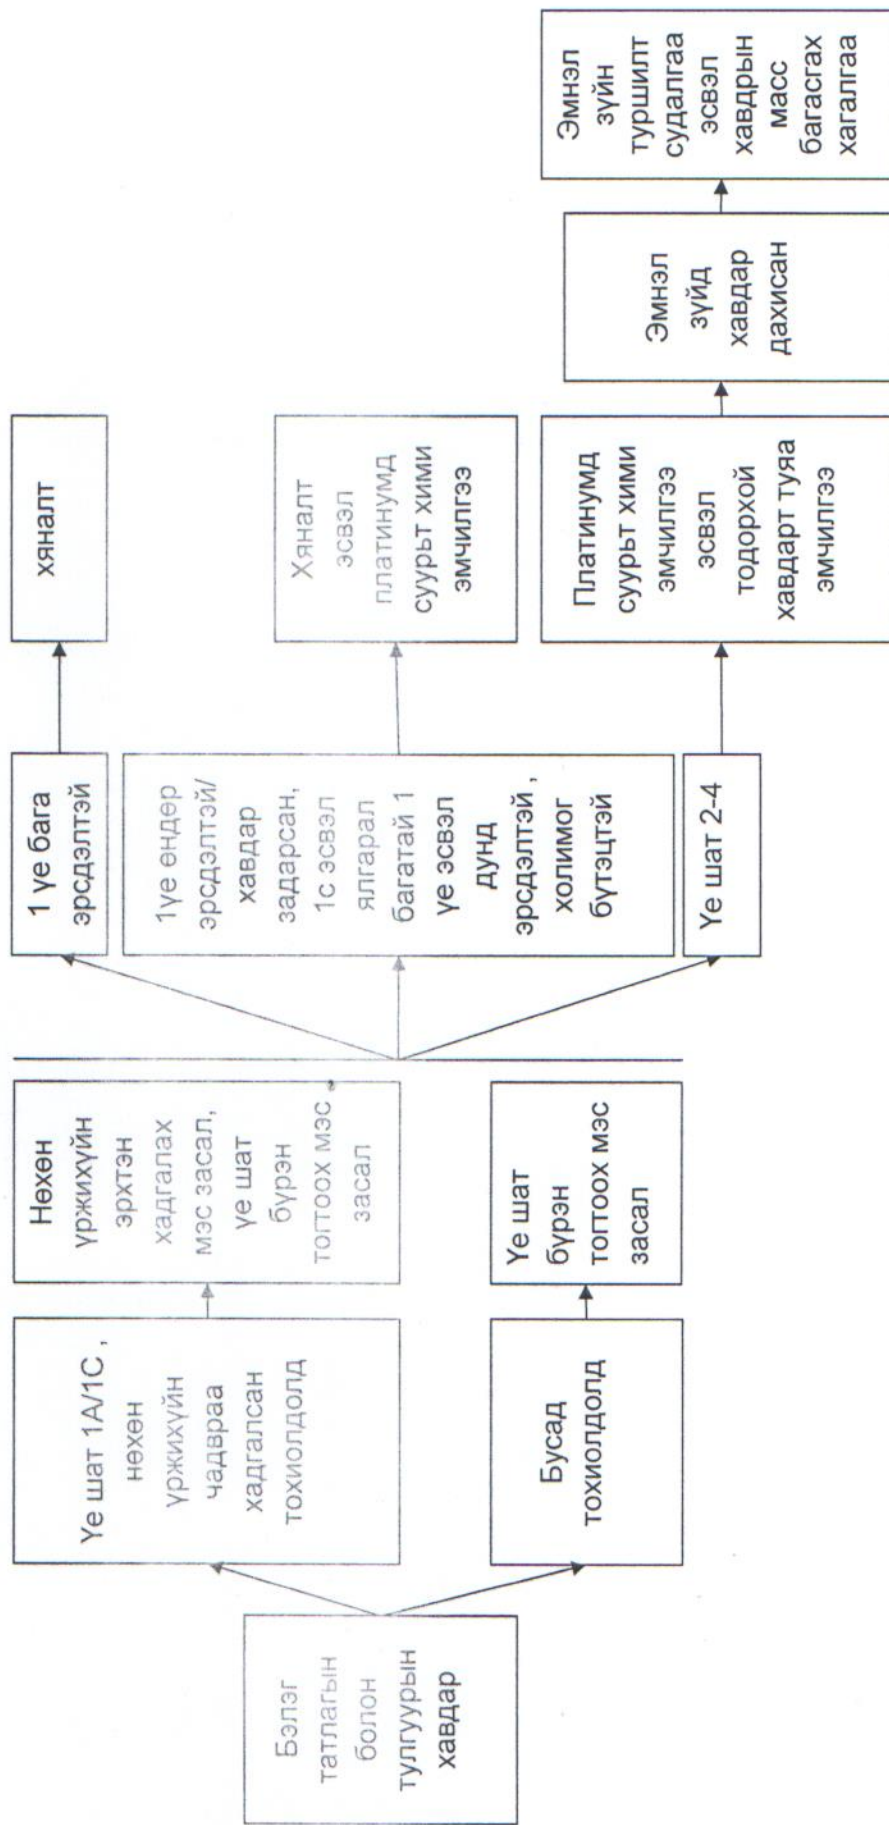 Бэлэг
татлагын
болон
тулгуурын
хавдар
Үе шат 1A/1C ,
нөхөн
үржихүйн
чадвраа
хадгалсан
тохиолдолд
Бусад
тохиолдолд
Нөхөн
үржихүйн
эрхтэн
хадгалах
мэс засал,
үе шат
бүрэн
тогтоох мэс
засал
Үе шат
бүрэн
тогтоох мэс
засал
1 үе бага
эрсдэлтэй
1үе өндөр
эрсдэлтэй/
хавдар
задарсан,
1с эсвэл
ялгарал
багатай 1
үе эсвэл
дунд
эрсдэлтэй ,
холимог
бүтэцтэй
Үе шат 2-4
хяналт
Хяналт
эсвэл
платинумд
суурьт хими
эмчилгээ
Платинумд
суурьт хими
эмчилгээ
эсвэл
тодорхой
хавдарт туяа
эмчилгээ
Эмнэл
зүйд
хавдар
дахисан
Эмнэл
зүйн
туршилт
судалгаа
эсвэл
хавдрын
масс
багасгах
хагалгаа